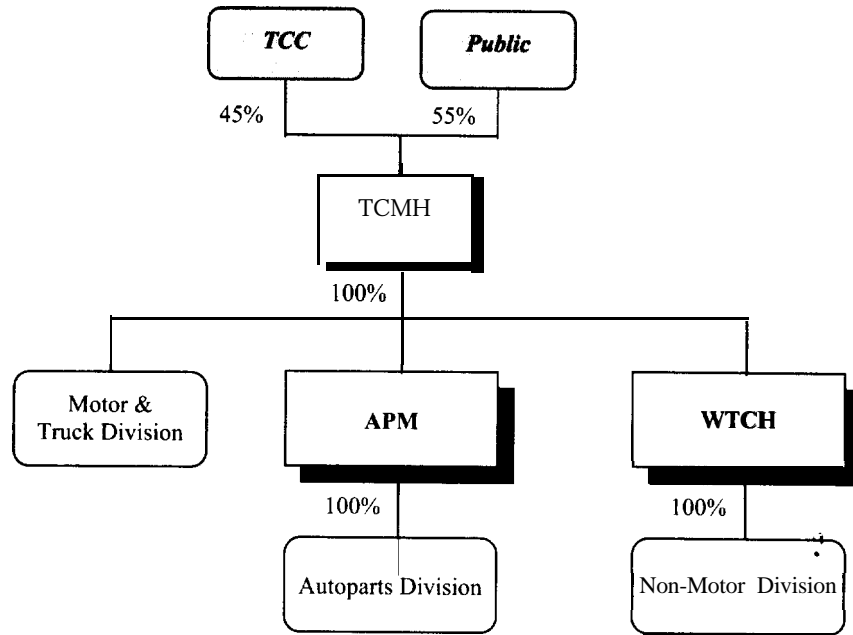 TCC
Public
45%
55%
TCMH
100%
Motor &
Truck Division
APM
WTCH
100%
100%
Autoparts Division
Non-Motor Division